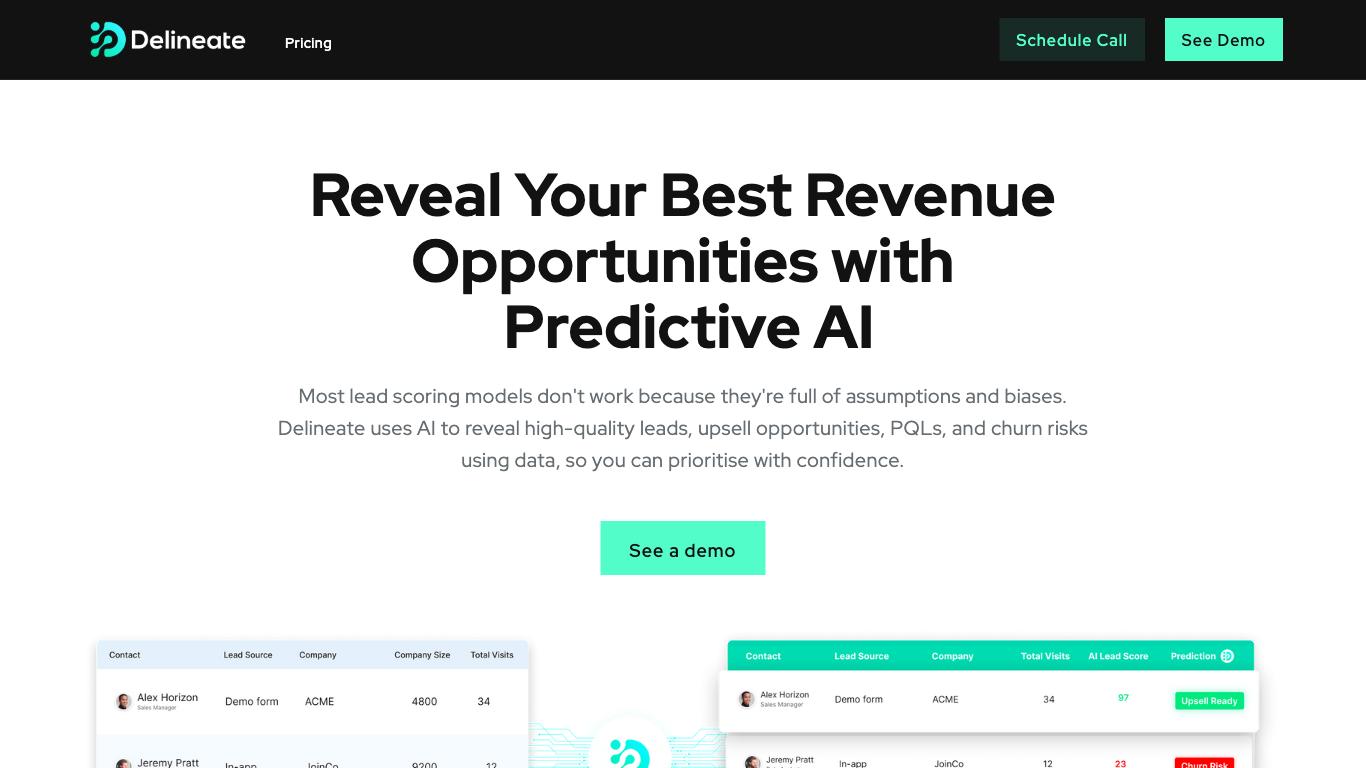 Delineate
Pricing
Schedule Call
See Demo
Reveal Your Best Revenue
Opportunities with
Predictive AI
Most lead scoring models don't work because they're full of assumptions and biases.
Delineate uses AI to reveal high-quality leads, upsell opportunities, PQLs, and churn risks
using data, so you can prioritise with confidence.
See a demo
Contact Lead Source Company Company Size Total Visits
Alex Horizon Demo form ACME 4800 34
Sales Manager
Jeremy Pratt In-app JoinCo 9200 12
Contact Lead Source Company Total Visits AI Lead Score Prediction
Alex Horizon Demo form ACME 34 97 Upsell Ready
Sales Manager
Jeremy Pratt In-app JoinCo 12 23 Churn Risk